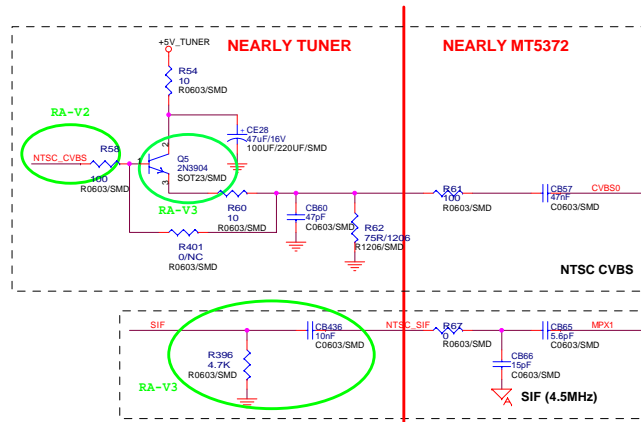 +5V_TUNER
NEARLY TUNER
NEARLY MT5372
R54
10
R0603/SMD
RA-V2
R58
NTSC_CVBS
100
R0603/SMD
2
1
3
Q5
2N3904
SOT23/SMD
+
CE28
47uF/16V
100UF/220UF/SMD
RA-V3
R60
10
R0603/SMD
CB60
47pF
C0603/SMD
R62
75R/1206
R1206/SMD
R61
100
R0603/SMD
CB57
47nF
C0603/SMD
CVBS0
R401
0/NC
R0603/SMD
NTSC CVBS
SIF
CB436
10nF
C0603/SMD
NTSC_SIF
R67
0
R0603/SMD
CB65
5.6pF
C0603/SMD
MPX1
R396
4.7K
R0603/SMD
CB66
15pF
C0603/SMD
RA-V3
A
SIF (4.5MHz)